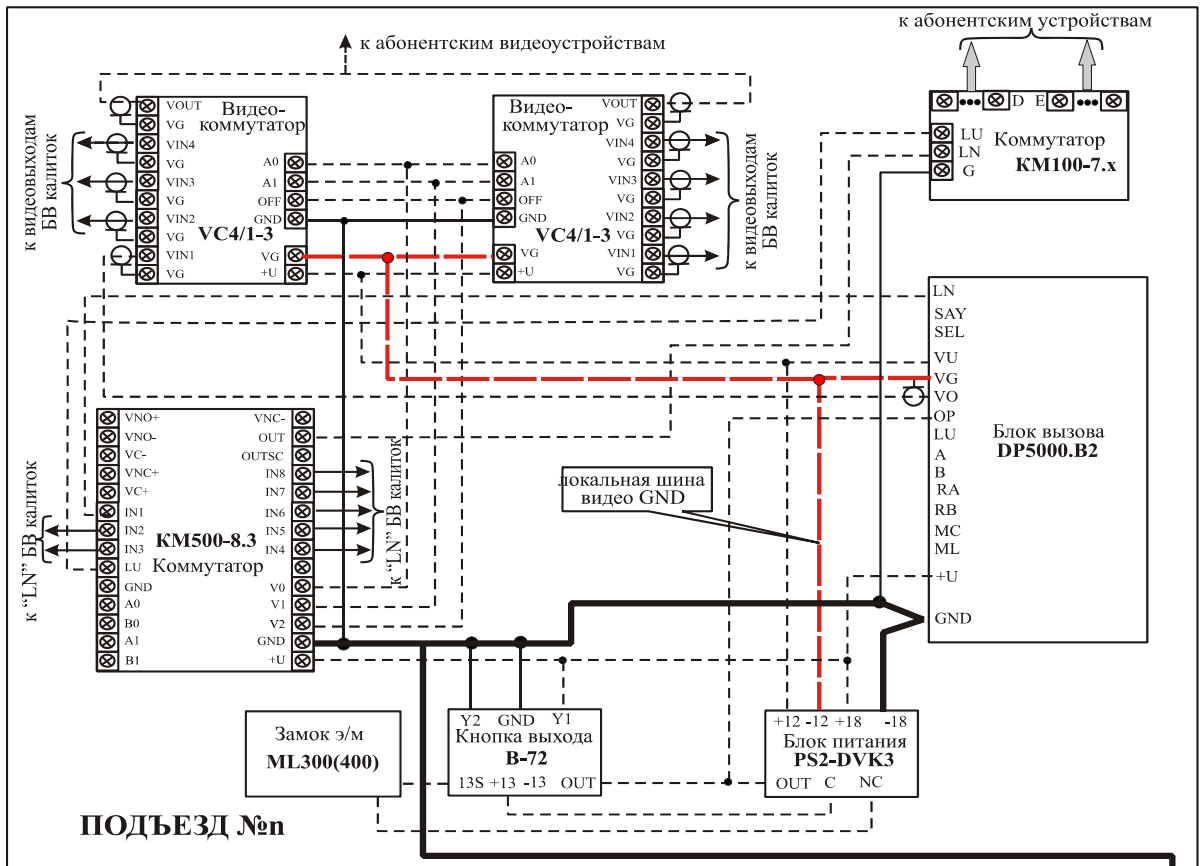 к абонентским видеоустройствам
к абонентским устройствам
VOUT
VG
VIN4
VG
VIN3
VG
VIN2
VG
VIN1
VG
Видео-
коммутатор
A0
A1
OFF
GND
VC4/1-3
VG
+U
к видеовыходам
БВ калиток
Видео-
коммутатор
A0
A1
OFF
GND
VC4/1-3
VG
+U
VOUT
VG
VIN4
VG
VIN3
VG
VIN2
VG
VIN1
VG
к видеовыходам
БВ калиток
D E
LU
LN
G
Коммутатор
КМ100-7.x
LN
SAY
SEL
VU
VG
VO
OP
LU
A
B
RA
RB
MC
ML
+U
GND
Блок вызова
DP5000.B2
VNO+
VNO-
VC-
VNC+
VC+
IN1
IN2
IN3
LU
GND
A0
B0
A1
B1
КМ500-8.3
Коммутатор
VNC-
OUT
OUTSC
IN8
IN7
IN6
IN5
IN4
V0
V1
V2
GND
+U
к “LN” БВ калиток
к “LN” БВ калиток
локальная шина
видео GND
Замок э/м
ML300(400)
Y2 GND Y1
Кнопка выхода
B-72
13S +13 -13 OUT
+12 -12 +18 -18
Блок питания
PS2-DVK3
OUT C NC
ПОДЪЕЗД №n